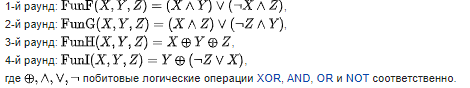 1-й раунд: FunF(X, Y, Z) = (X ∧ Y) ∨ (¬X ∧ Z),
2-й раунд: FunG(X, Y, Z) = (X ∧ Z) ∨ (¬Z ∧ Y),
3-й раунд: FunH(X, Y, Z) = X ⊕ Y ⊕ Z,
4-й раунд: FunI(X, Y, Z) = Y ⊕ (¬Z ∨ X),
где ⊕, ∧, ∨, ¬ побитовые логические операции XOR, AND, OR и NOT соответственно.